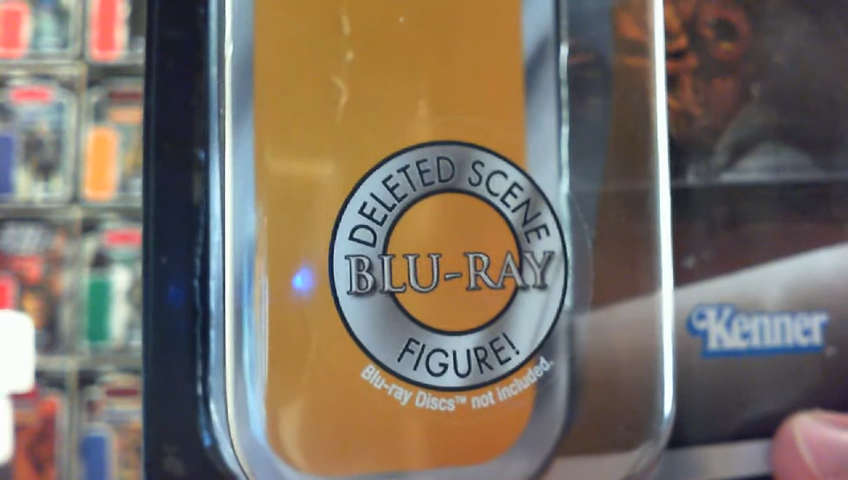 DELETED SCENE
BLU-RAY
FIGURE!
Blu-ray Discs™ not included.
Kenner